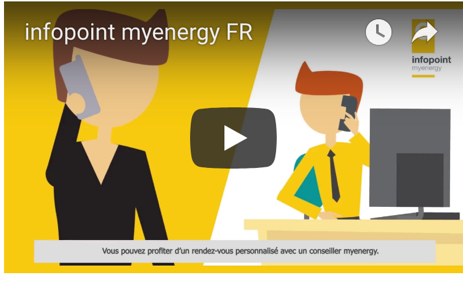 infopoint myenergy FR
infopoint
myenergy
Vous pouvez profiter d'un rendez-vous personnalisé avec un conseiller myenergy.